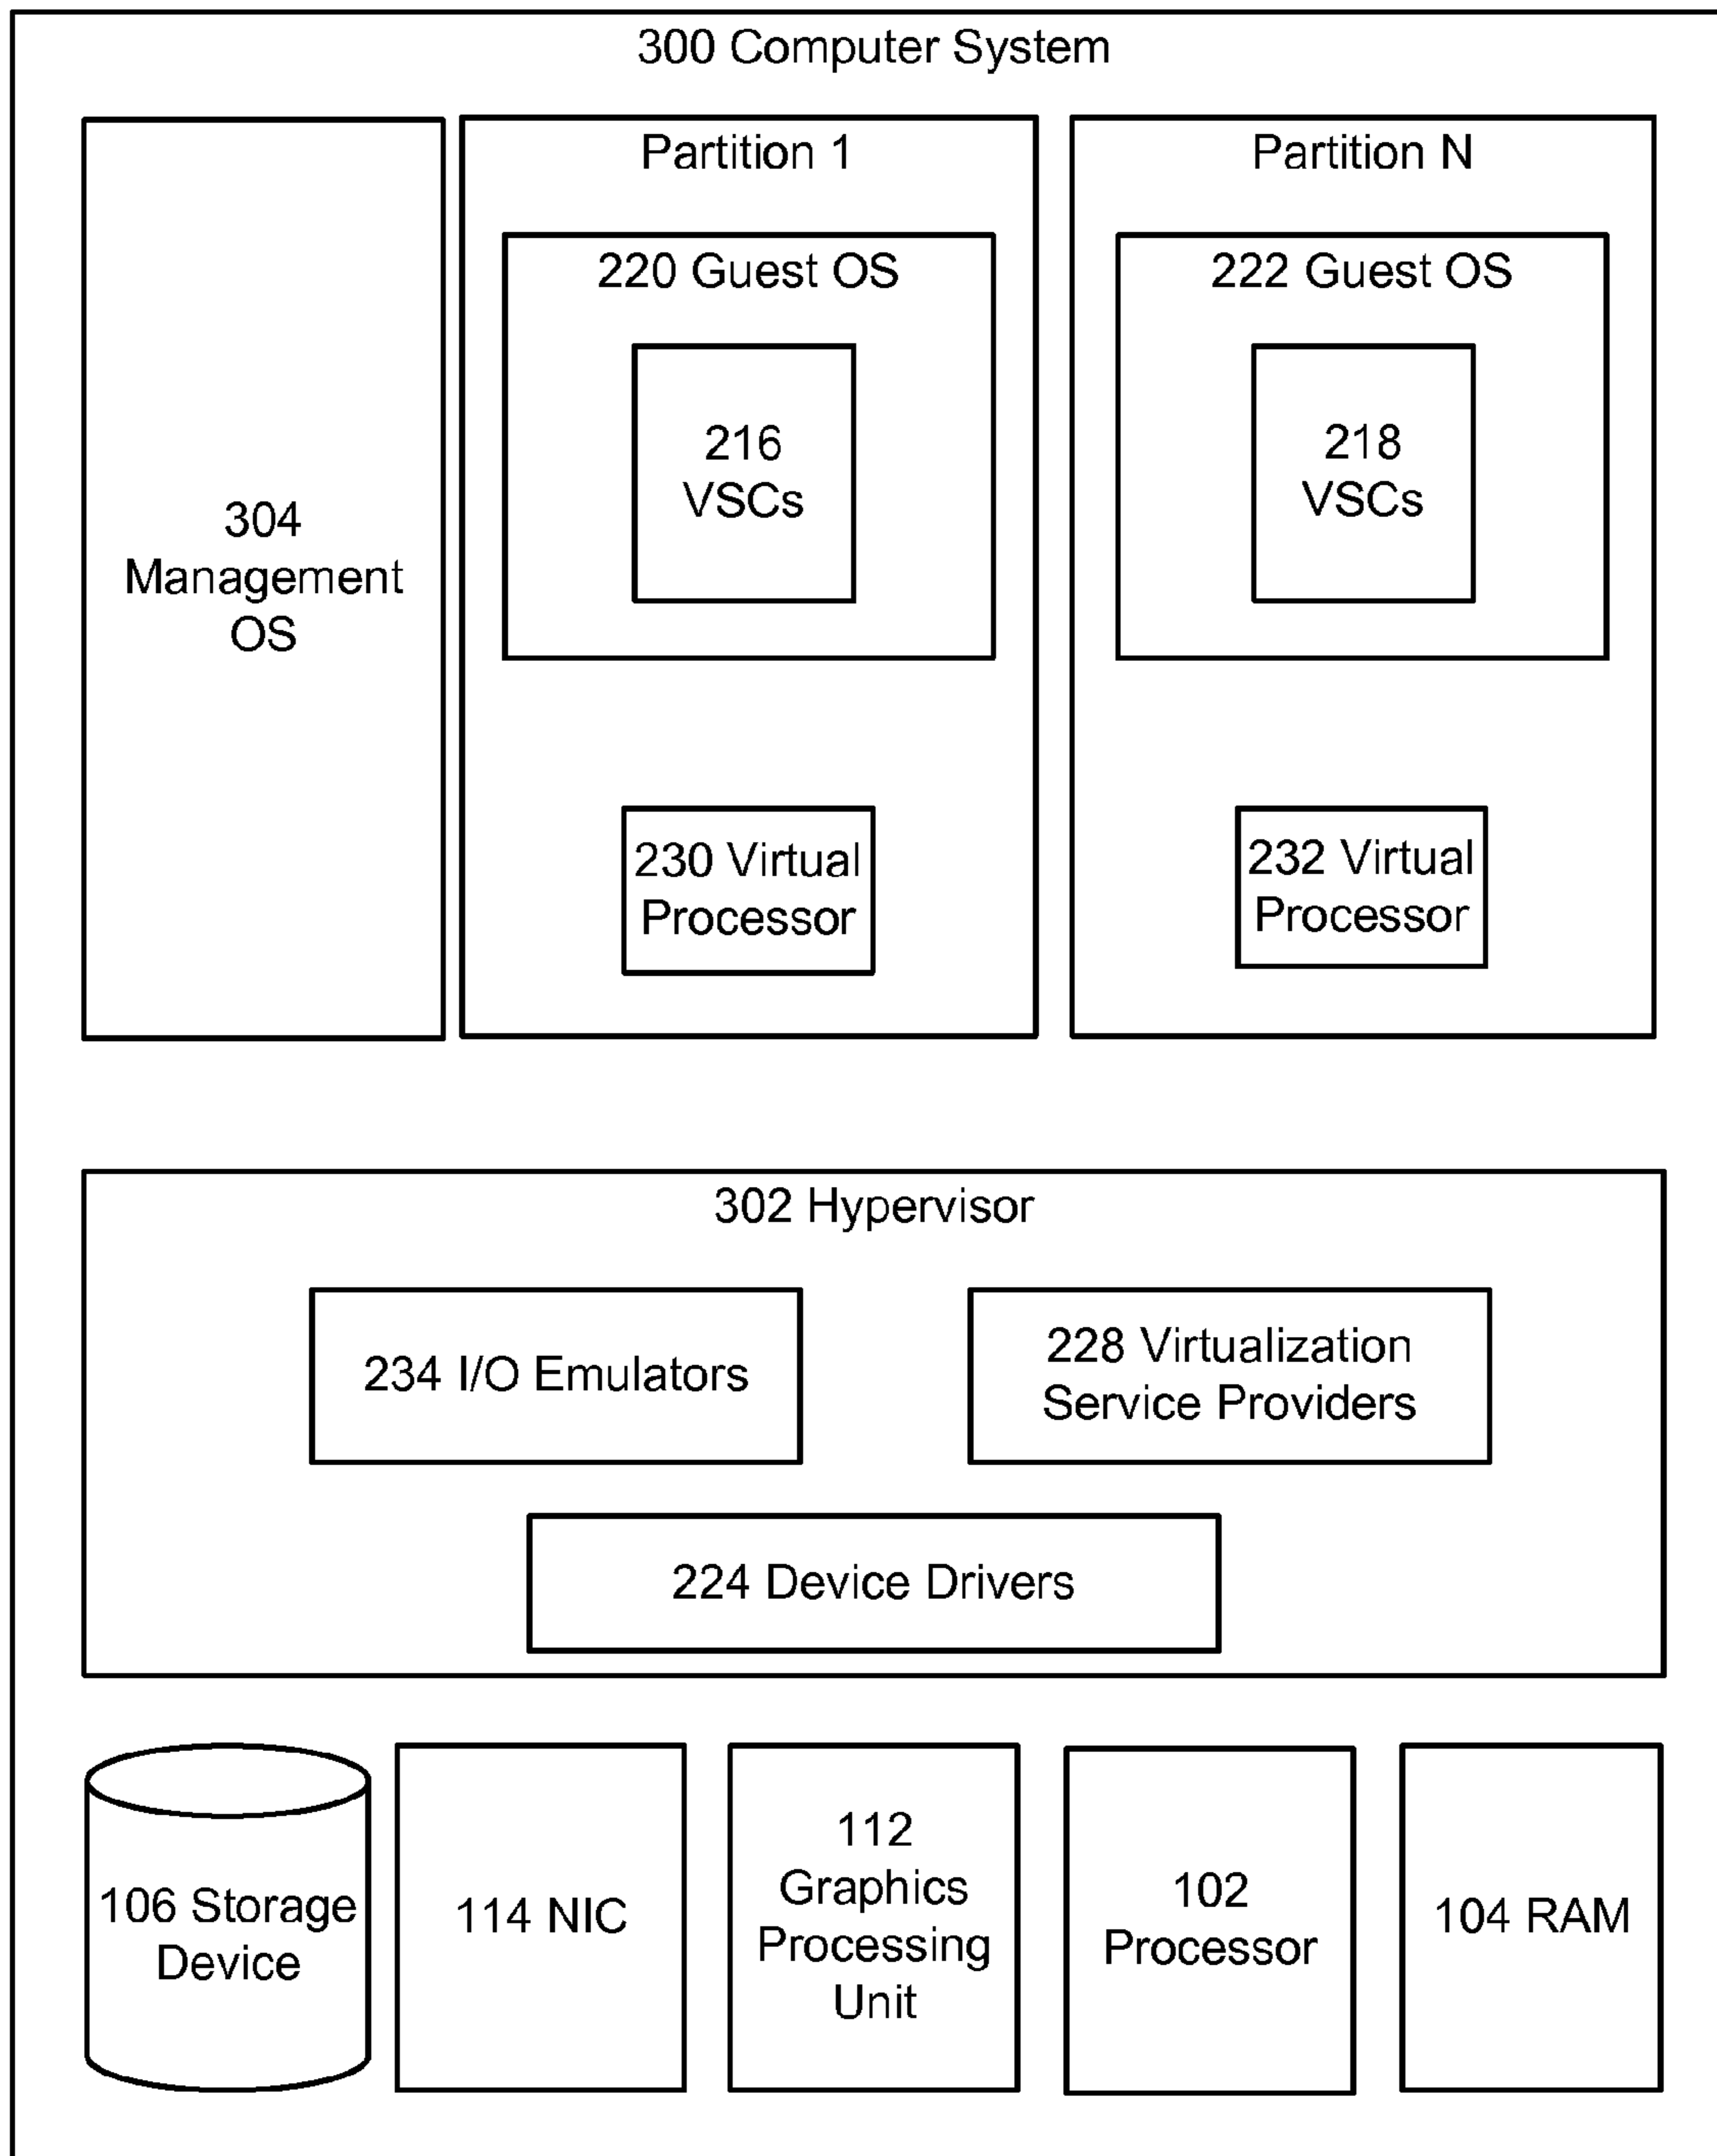 300 Computer System
304
Management
OS
Partition 1
220 Guest OS
216
VSCs
230 Virtual
Processor
Partition N
222 Guest OS
218
VSCs
232 Virtual
Processor
302 Hypervisor
234 I/O Emulators
228 Virtualization
Service Providers
224 Device Drivers
106 Storage
Device
114 NIC
112
Graphics
Processing
Unit
102
Processor
104 RAM